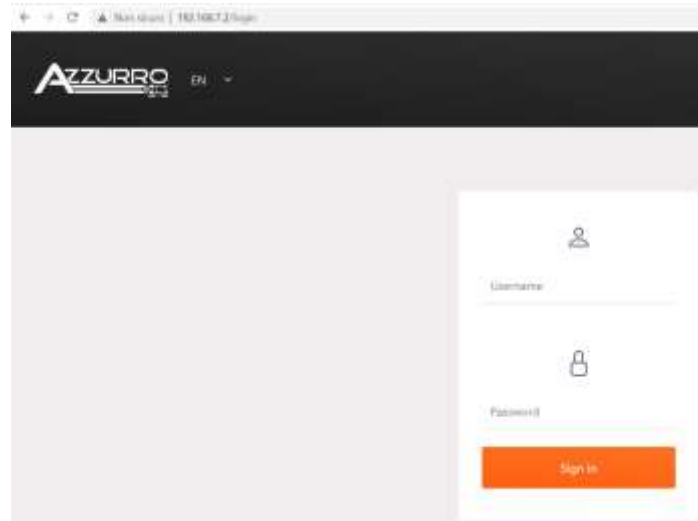 Non sicuro | 192.168.7.2/login
AZZURRO EN
Username
Password
Sign in